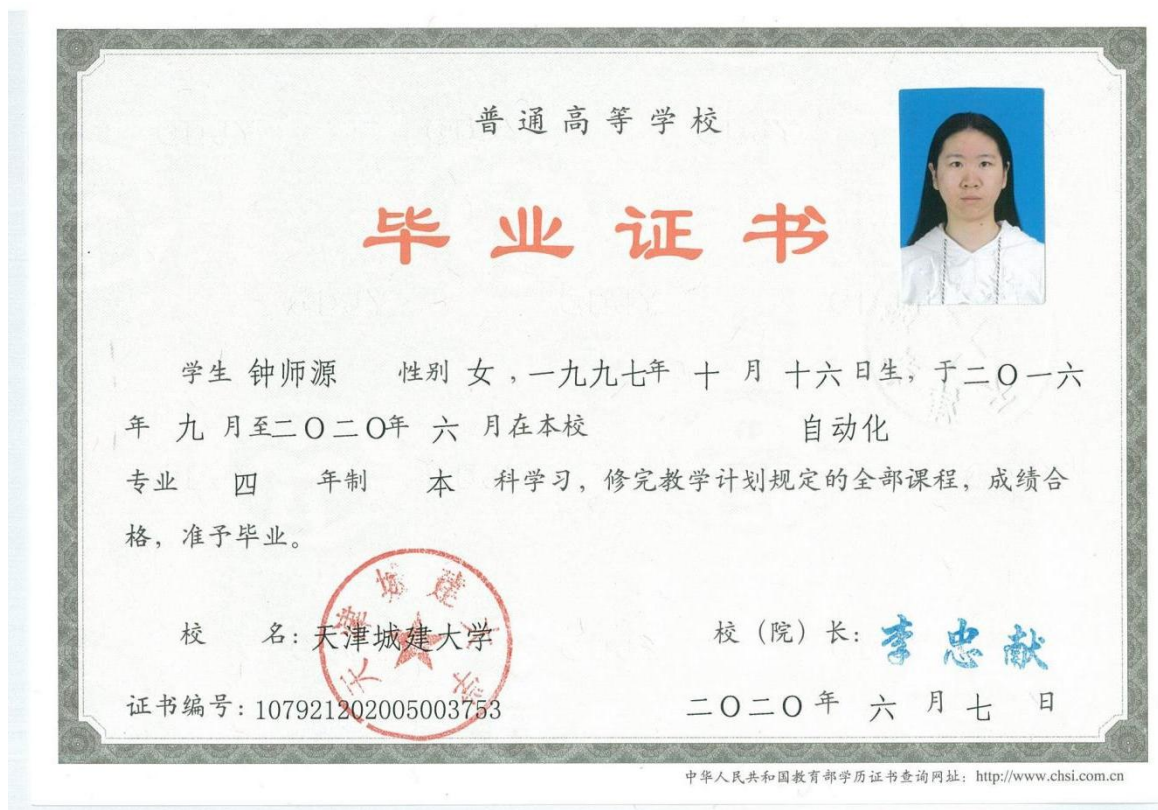 普通高等学校
毕业证书
学生 钟师源 性别 女，一九九七年 十 月 十六日生，于二〇一六
年 九 月至二〇二〇年 六 月在本校 自动化
专业 四 年制 本 科学习，修完教学计划规定的全部课程，成绩合
格，准予毕业。
天津城建大学
校 名：天津城建大学
校（院）长：李忠献
证书编号：107921202005003753
二〇二〇年 六 月 七 日
中华人民共和国教育部学历证书查询网址：http://www.chsi.com.cn